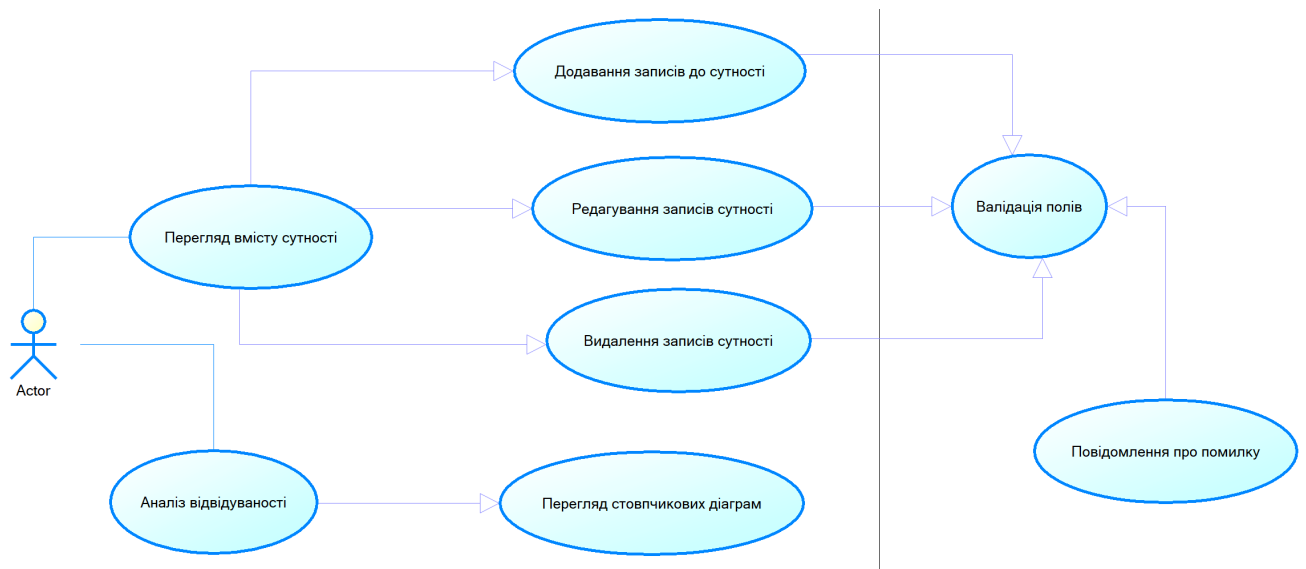 Додавання записів до сутності
Редагування записів сутності
Валідація полів
Перегляд вмісту сутності
Видалення записів сутності
Actor
Повідомлення про помилку
Аналіз відвідуваності
Перегляд стовпчикових діаграм